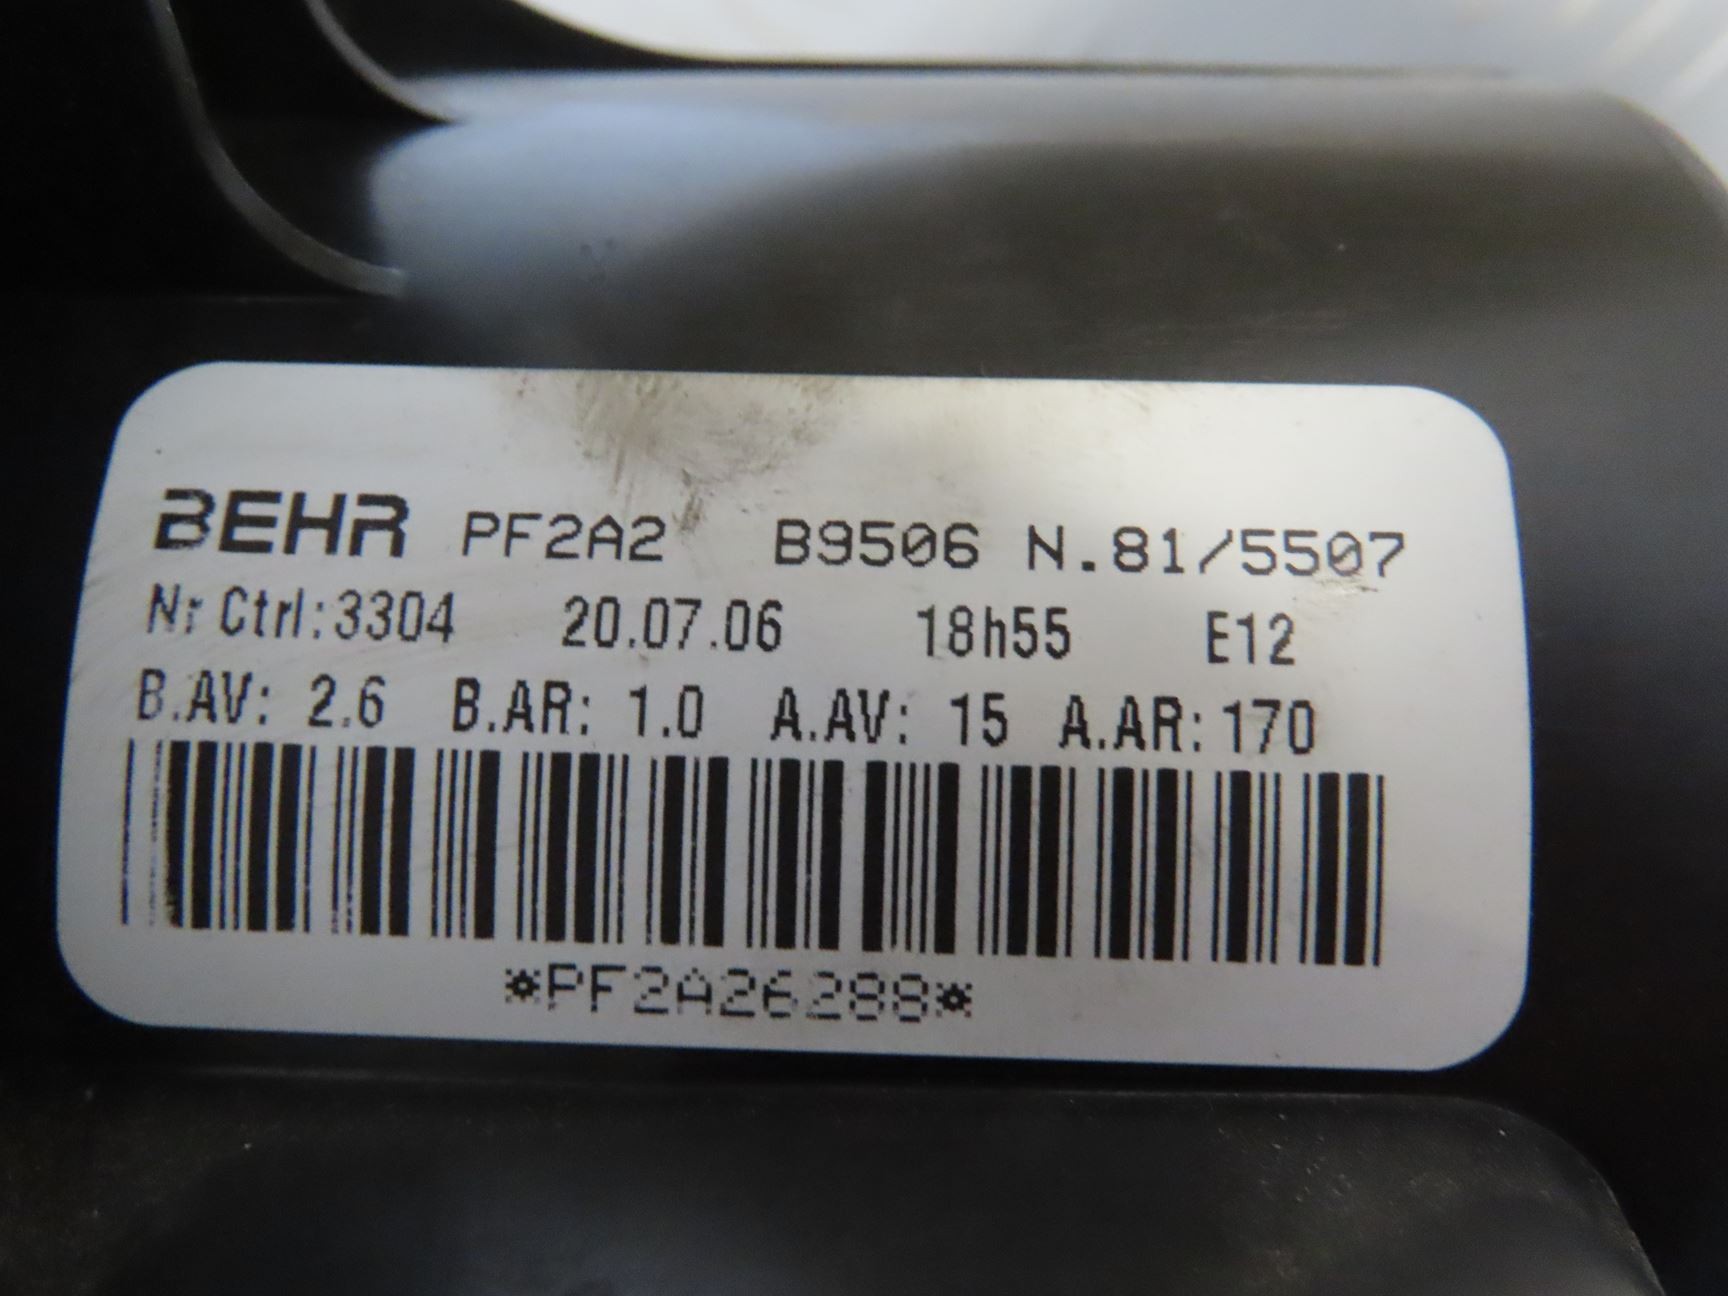 BEHR PF2A2 B9506 N.81/5507
Nr Ctrl:3304 20.07.06 18h55 E12
B.AV: 2.6 B.AR: 1.0 A.AV: 15 A.AR:170
*PF2A26288*